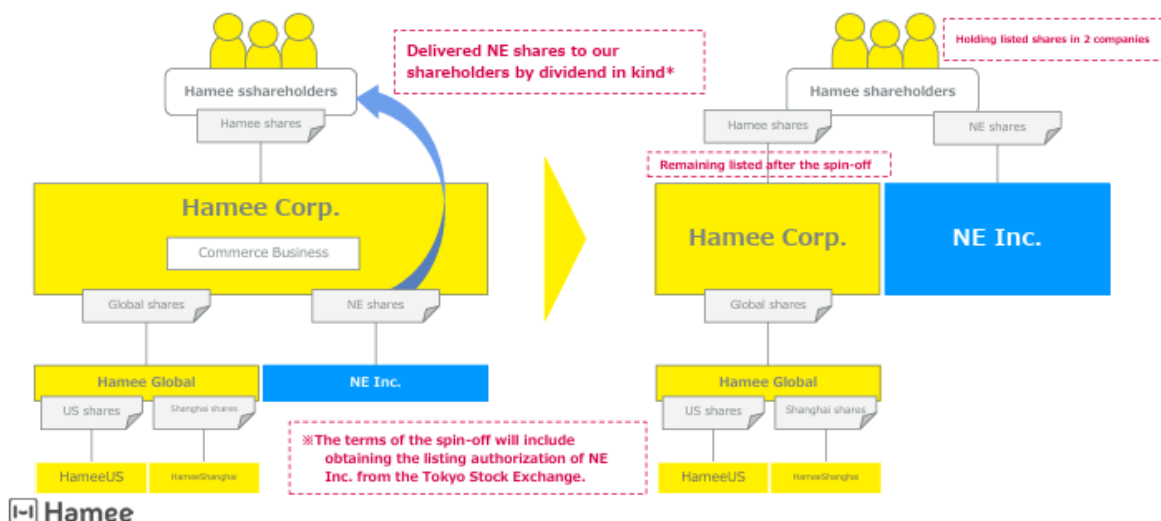 Delivered NE shares to our
shareholders by dividend in kind*
Hamee sshareholders
Hamee shares
Hamee Corp.
Commerce Business
Global shares
NE shares
Hamee Global
NE Inc.
US shares
Shanghai shares
HameeUS
HameeShanghai
※The terms of the spin-off will include
obtaining the listing authorization of NE
Inc. from the Tokyo Stock Exchange.
Holding listed shares in 2 companies
Hamee shareholders
Hamee shares
NE shares
Remaining listed after the spin-off
Hamee Corp.
NE Inc.
Global shares
Hamee Global
US shares
Shanghai shares
HameeUS
HameeShanghai
Hamee